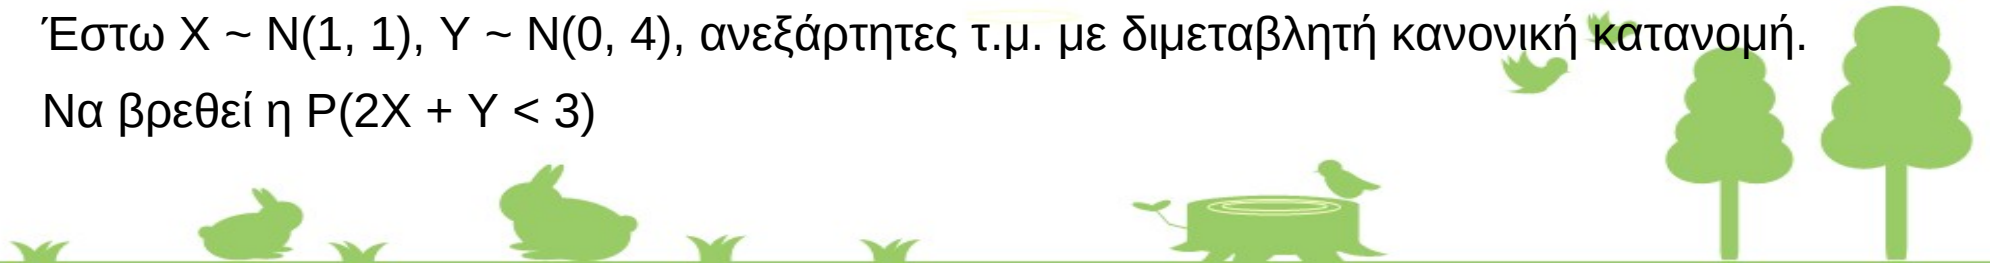 Έστω X ~ N(1, 1), Y ~ N(0, 4), ανεξάρτητες τ.μ. με διμεταβλητή κανονική κατανομή.
Να βρεθεί η P(2X + Y < 3)